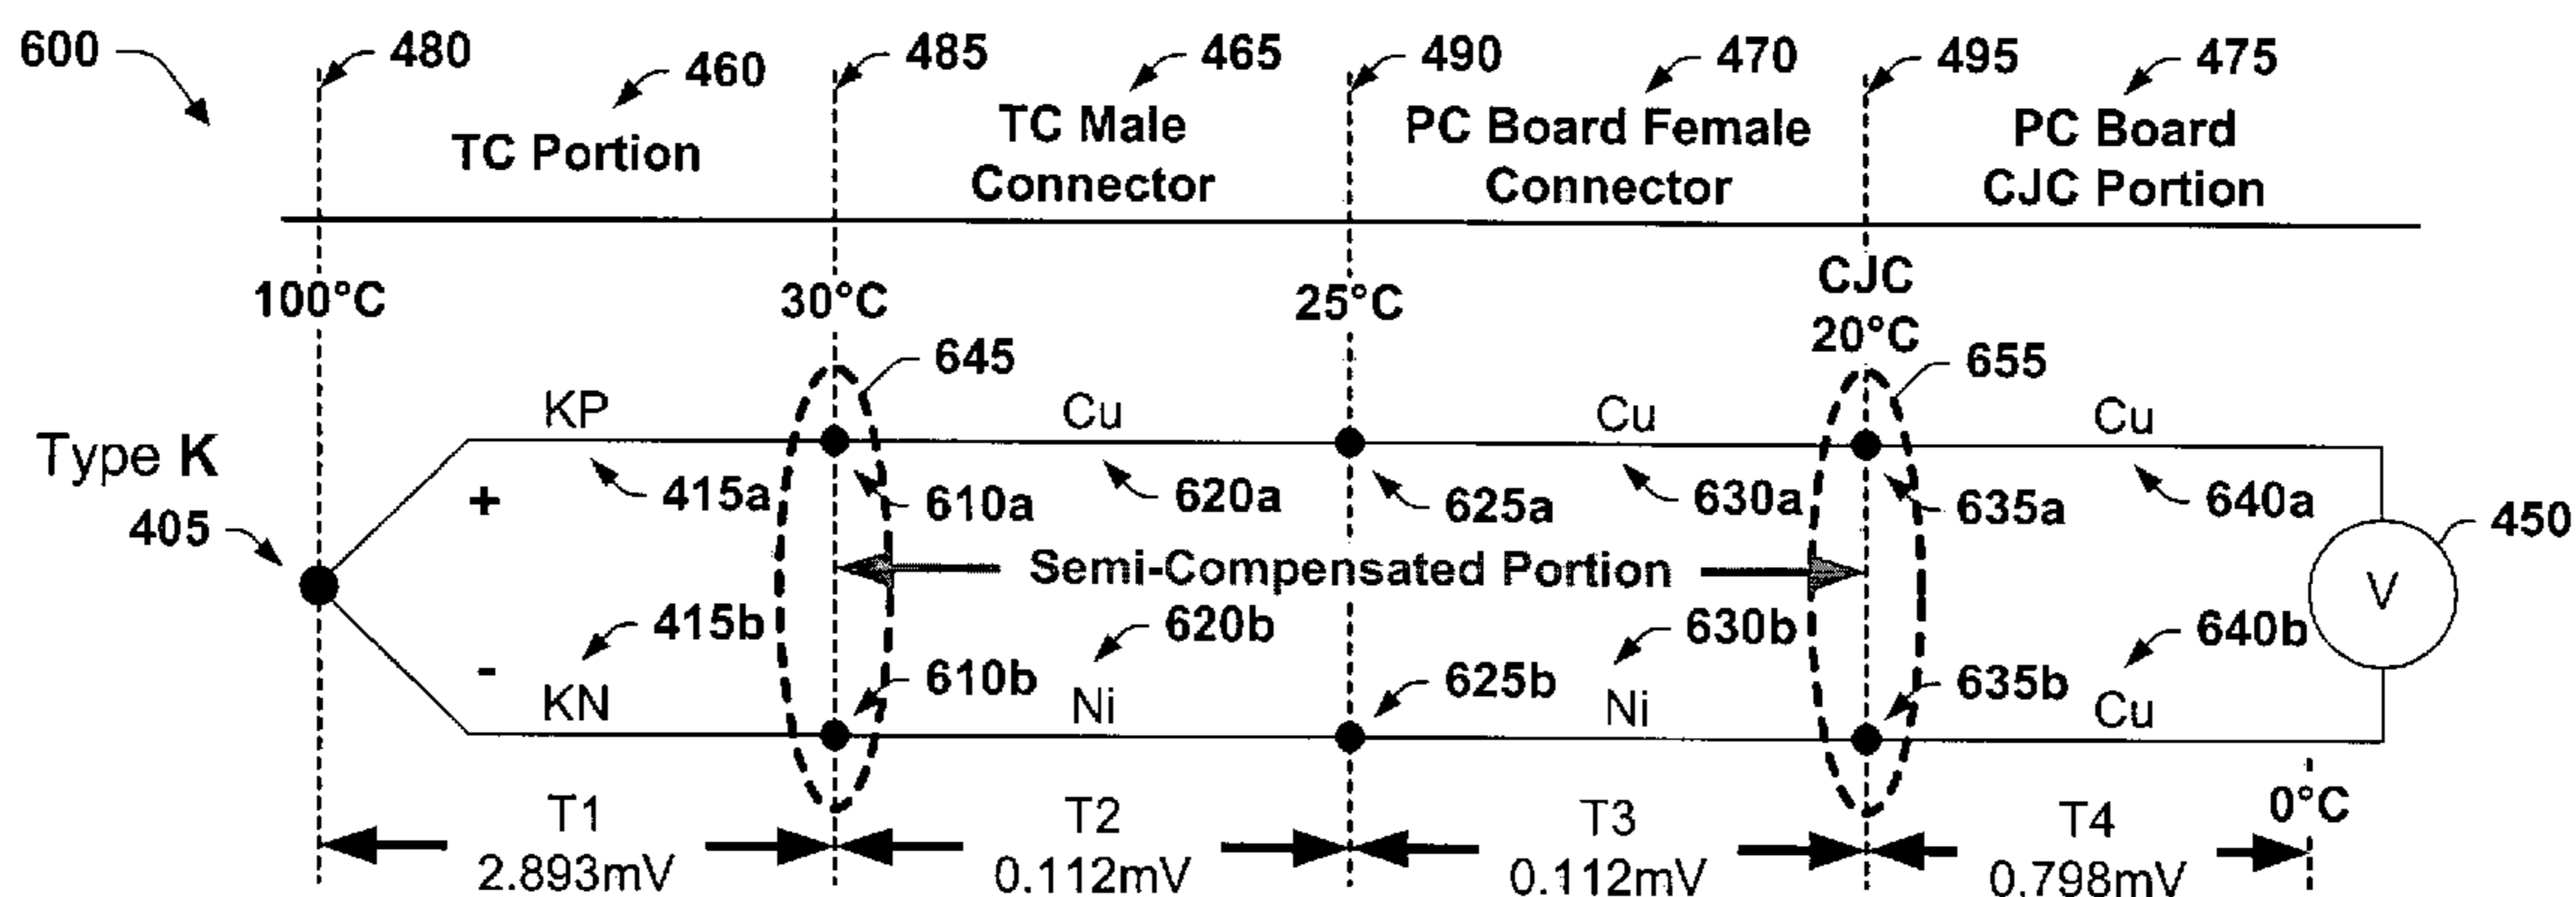 600
480
460
485
465
490
470
495
475
TC Portion
TC Male
Connector
PC Board Female
Connector
PC Board
CJC Portion
100°C
30°C
25°C
CJC
20°C
645
655
Type K
405
KP
Cu
Cu
Cu
+
415a
610a
620a
625a
630a
635a
640a
450
Semi-Compensated Portion
V
415b
620b
630b
640b
-
610b
625b
635b
KN
Ni
Ni
Cu
T1
2.893mV
T2
0.112mV
T3
0.112mV
T4
0.798mV
0°C